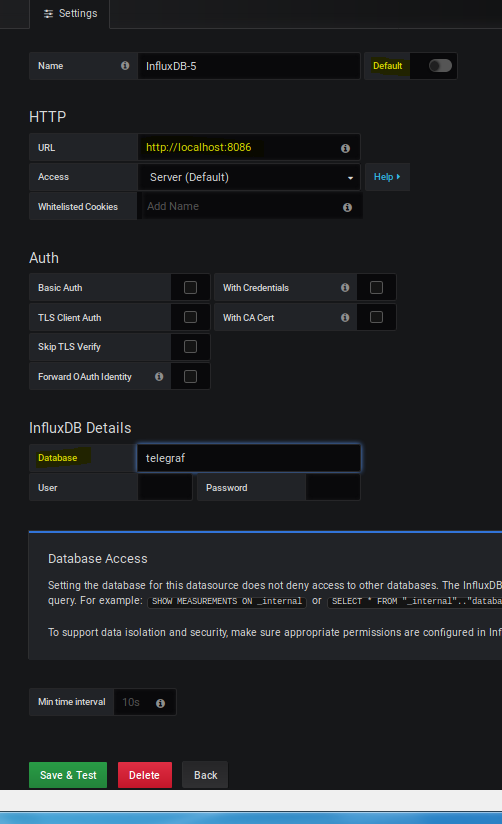 Settings
Name InfluxDB-5 Default
HTTP
URL http://localhost:8086
Access Server (Default) Help
Whitelisted Cookies Add Name
Auth
Basic Auth With Credentials
TLS Client Auth With CA Cert
Skip TLS Verify
Forward OAuth Identity
InfluxDB Details
Database telegraf
User Password
Database Access
Setting the database for this datasource does not deny access to other databases. The InfluxDB
query. For example: SHOW MEASUREMENTS ON _internal or SELECT * FROM "_internal".."databa
To support data isolation and security, make sure appropriate permissions are configured in Inf
Min time interval 10s
Save & Test Delete Back